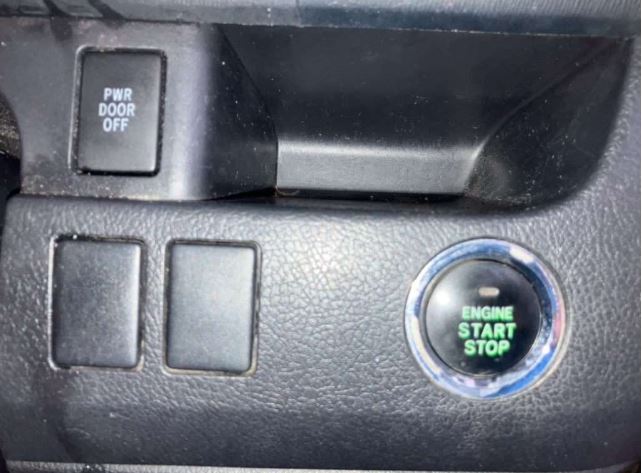 PWR
DOOR
OFF
ENGINE
START
STOP